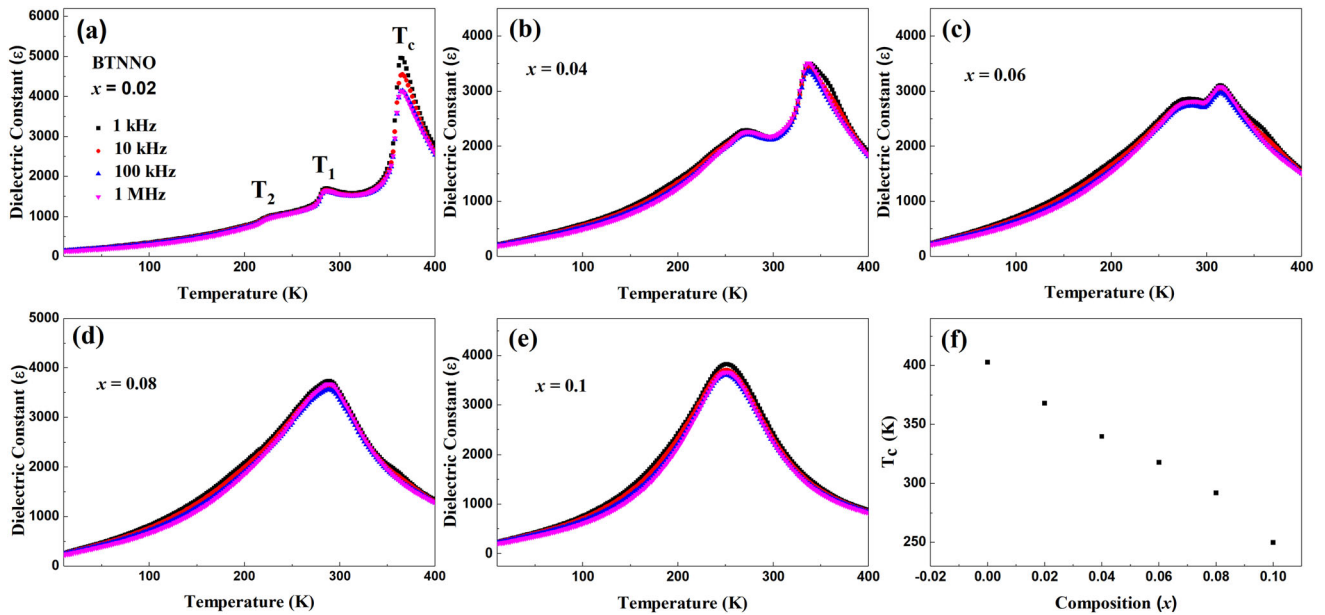 (a)
BTNNO
x = 0.02
1 kHz
10 kHz
100 kHz
1 MHz
T2
T1
Tc
Dielectric Constant (ε)
6000
5000
4000
3000
2000
1000
0
100
200
300
400
Temperature (K)
(b)
x = 0.04
Dielectric Constant (ε)
4000
3000
2000
1000
0
100
200
300
400
Temperature (K)
(c)
x = 0.06
Dielectric Constant (ε)
4000
3000
2000
1000
0
100
200
300
400
Temperature (K)
(d)
x = 0.08
Dielectric Constant (ε)
5000
4000
3000
2000
1000
0
100
200
300
400
Temperature (K)
(e)
x = 0.1
Dielectric Constant (ε)
4000
3000
2000
1000
0
100
200
300
400
Temperature (K)
(f)
TC (K)
400
350
300
250
-0.02
0.00
0.02
0.04
0.06
0.08
0.10
Composition (x)